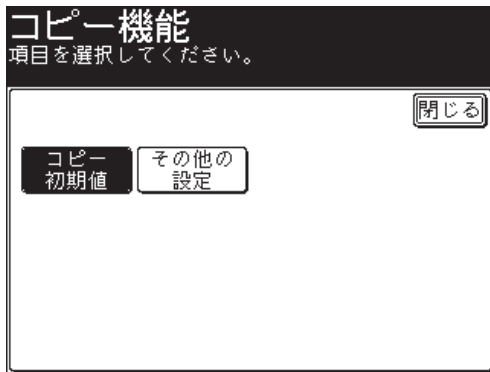 コピー機能
項目を選択してください。
閉じる
コピー
初期値
その他の
設定